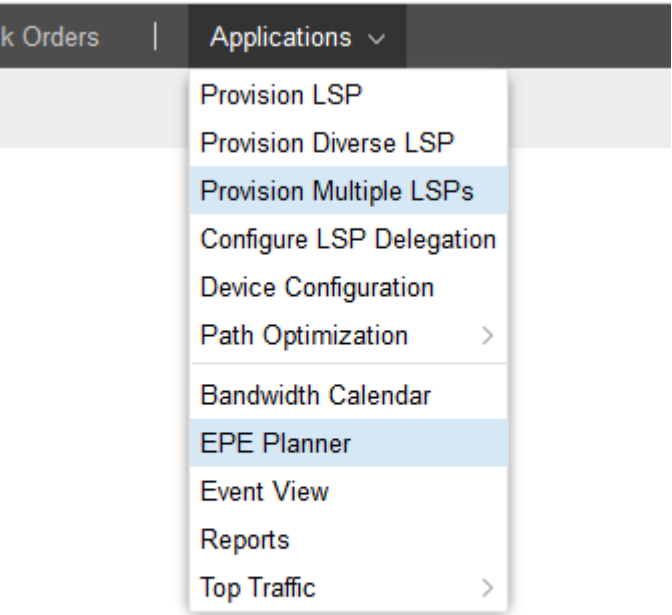 k Orders | Applications
Provision LSP
Provision Diverse LSP
Provision Multiple LSPs
Configure LSP Delegation
Device Configuration
Path Optimization
Bandwidth Calendar
EPE Planner
Event View
Reports
Top Traffic